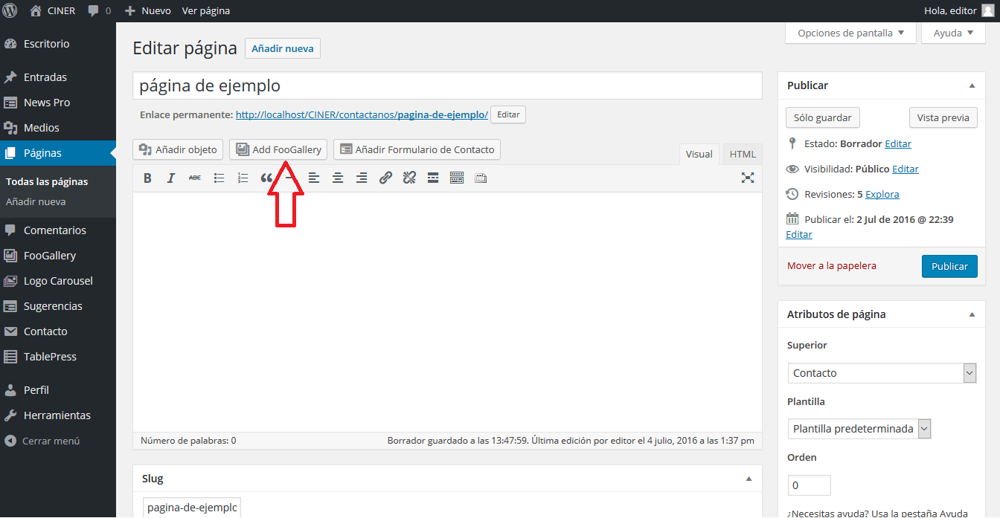 CINER 0 Nuevo Ver página Hola, editor
Opciones de pantalla Ayuda
Escritorio
Entradas
News Pro
Medios
Páginas
Todas las páginas
Añadir nueva
Comentarios
FooGallery
Logo Carousel
Sugerencias
Contacto
TablePress
Perfil
Herramientas
Cerrar menú
Editar página Añadir nueva
página de ejemplo
Enlace permanente: http://localhost/CINER/contactanos/pagina-de-ejemplo/ Editar
Añadir objeto Add FooGallery Añadir Formulario de Contacto
Visual HTML
B I ABC
Número de palabras: 0 Borrador guardado a las 13:47:59. Última edición por editor el 4 julio, 2016 a las 1:37 pm
Slug
pagina-de-ejemplo
Publicar
Sólo guardar Vista previa
Estado: Borrador Editar
Visibilidad: Público Editar
Revisiones: 5 Explora
Publicar el: 2 Jul de 2016 @ 22:39
Editar
Mover a la papelera Publicar
Atributos de página
Superior
Contacto
Plantilla
Plantilla predeterminada
Orden
0
¿Necesitas ayuda? Usa la pestaña Ayuda